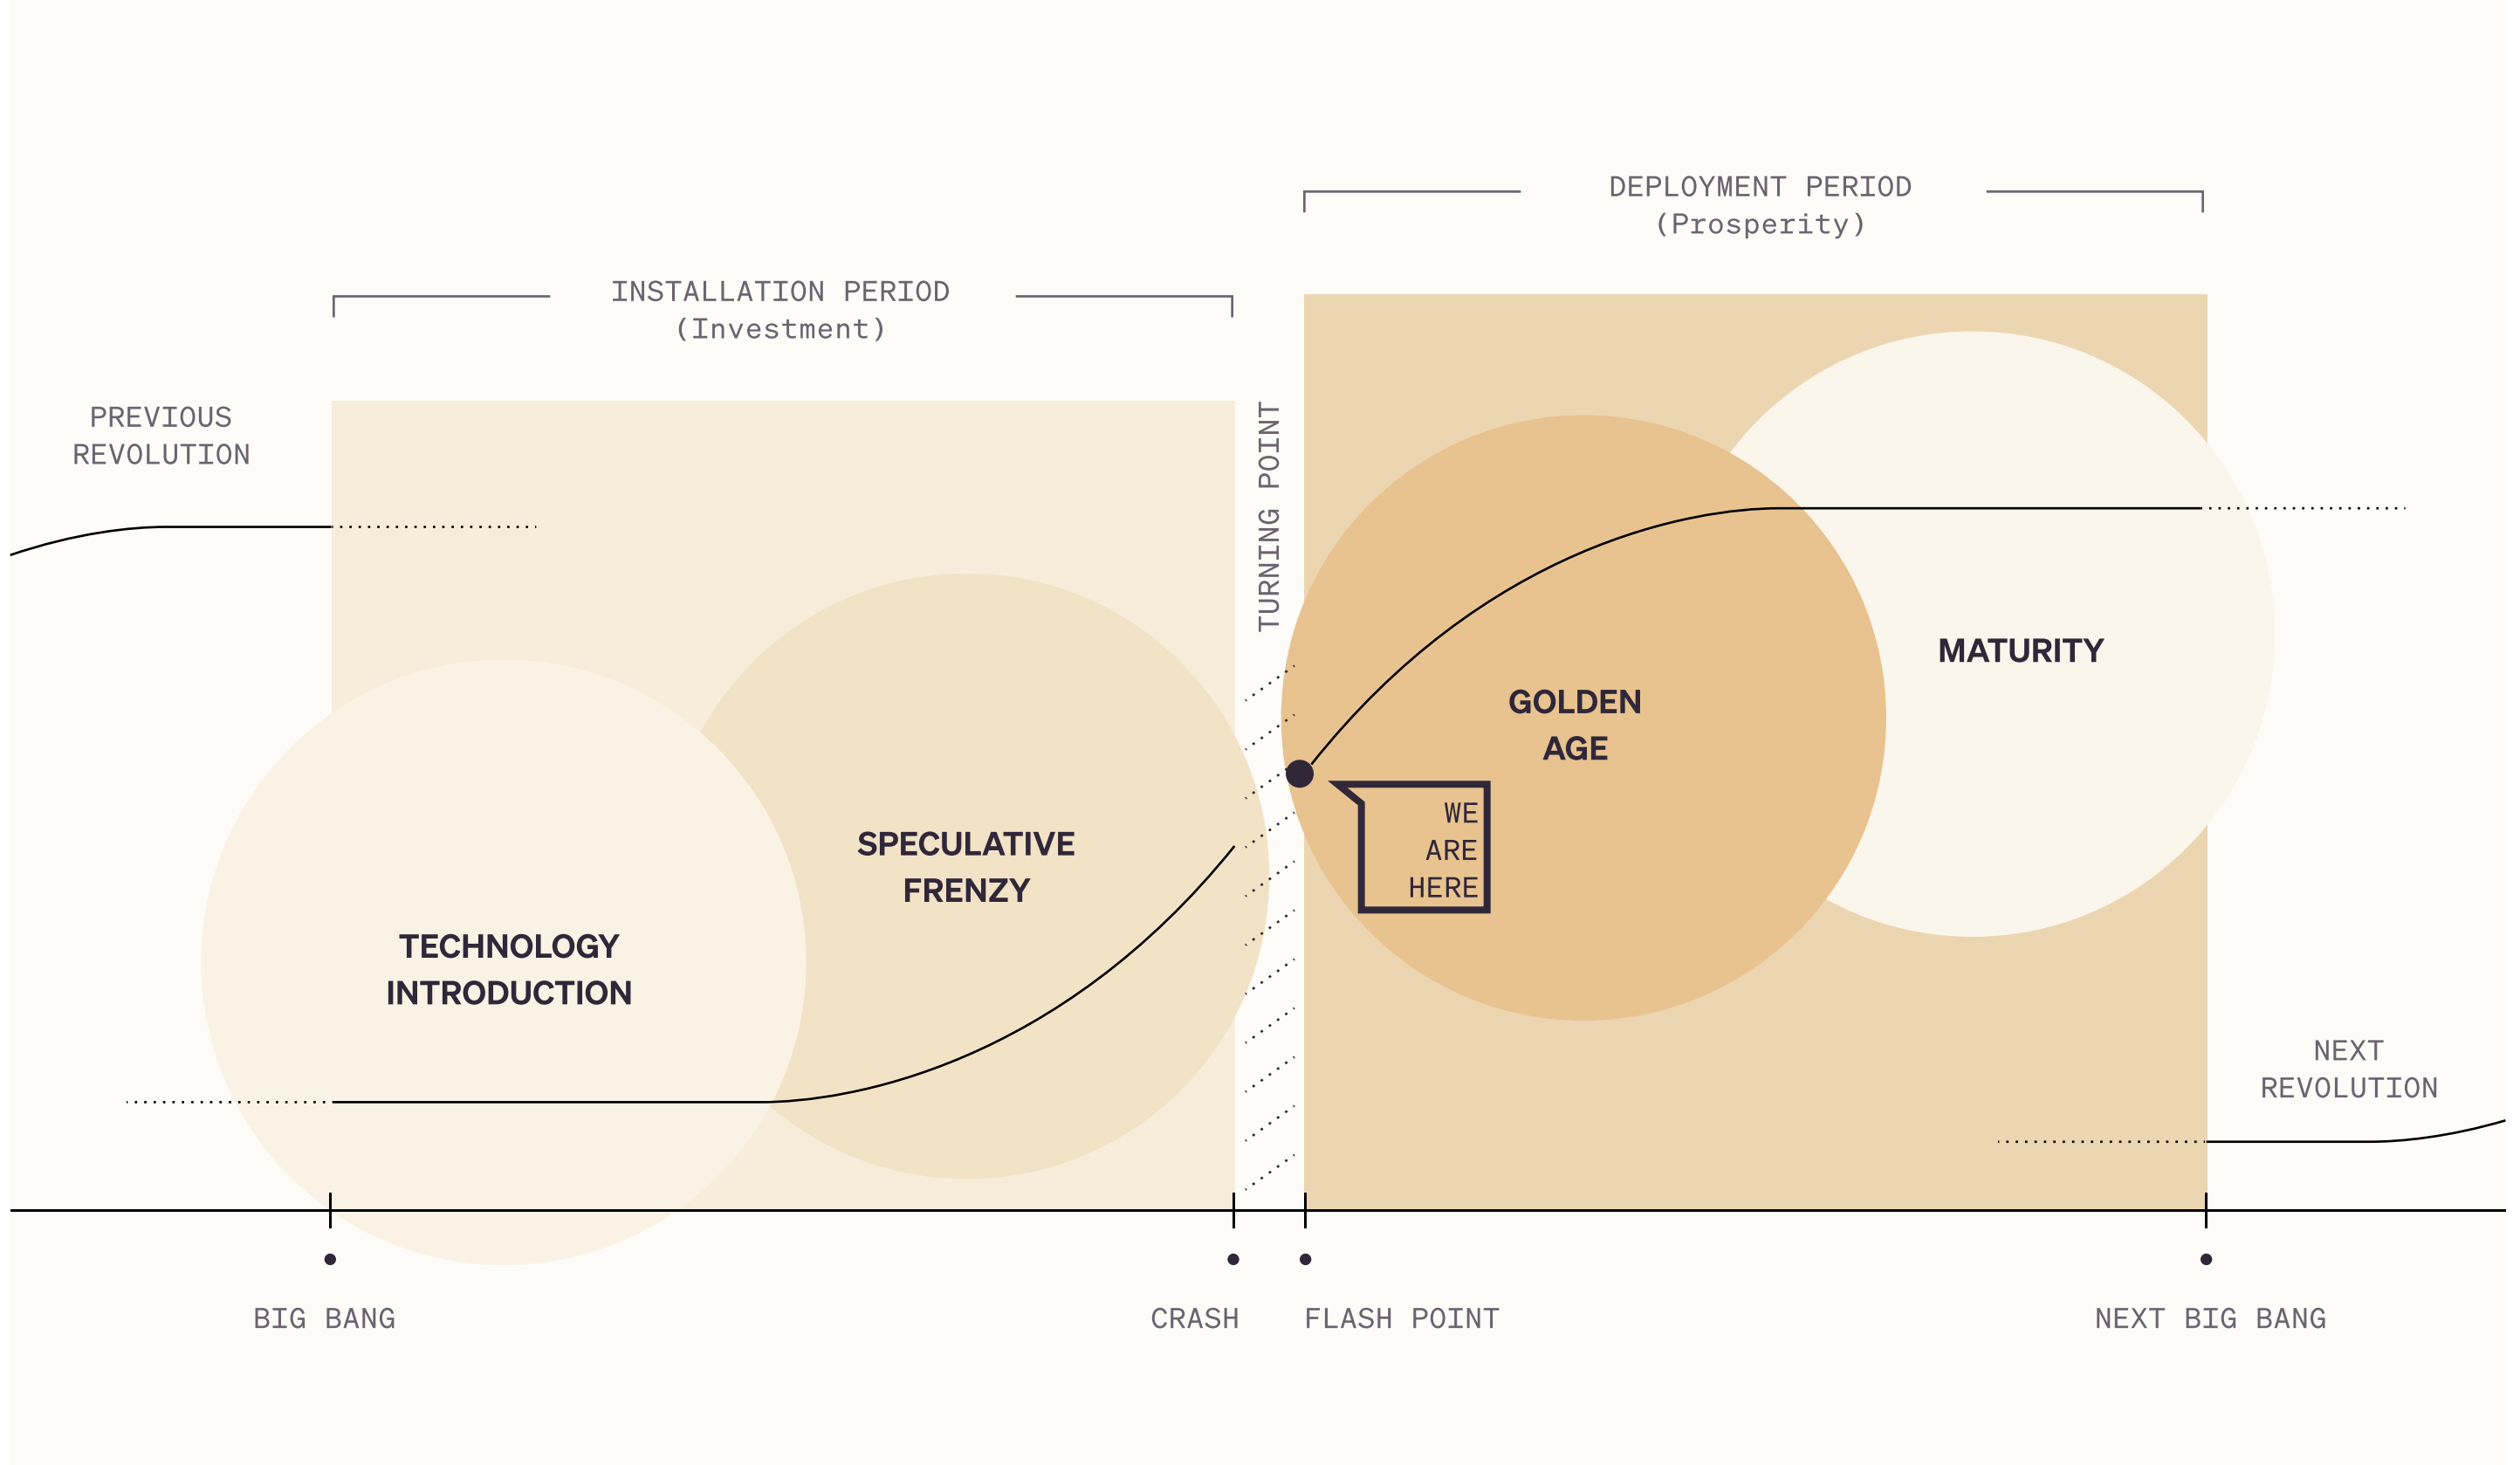 DEPLOYMENT PERIOD
(Prosperity)
INSTALLATION PERIOD
(Investment)
PREVIOUS
REVOLUTION
TURNING POINT
MATURITY
GOLDEN
AGE
WE
ARE
HERE
SPECULATIVE
FRENZY
TECHNOLOGY
INTRODUCTION
NEXT
REVOLUTION
BIG BANG
CRASH
FLASH POINT
NEXT BIG BANG